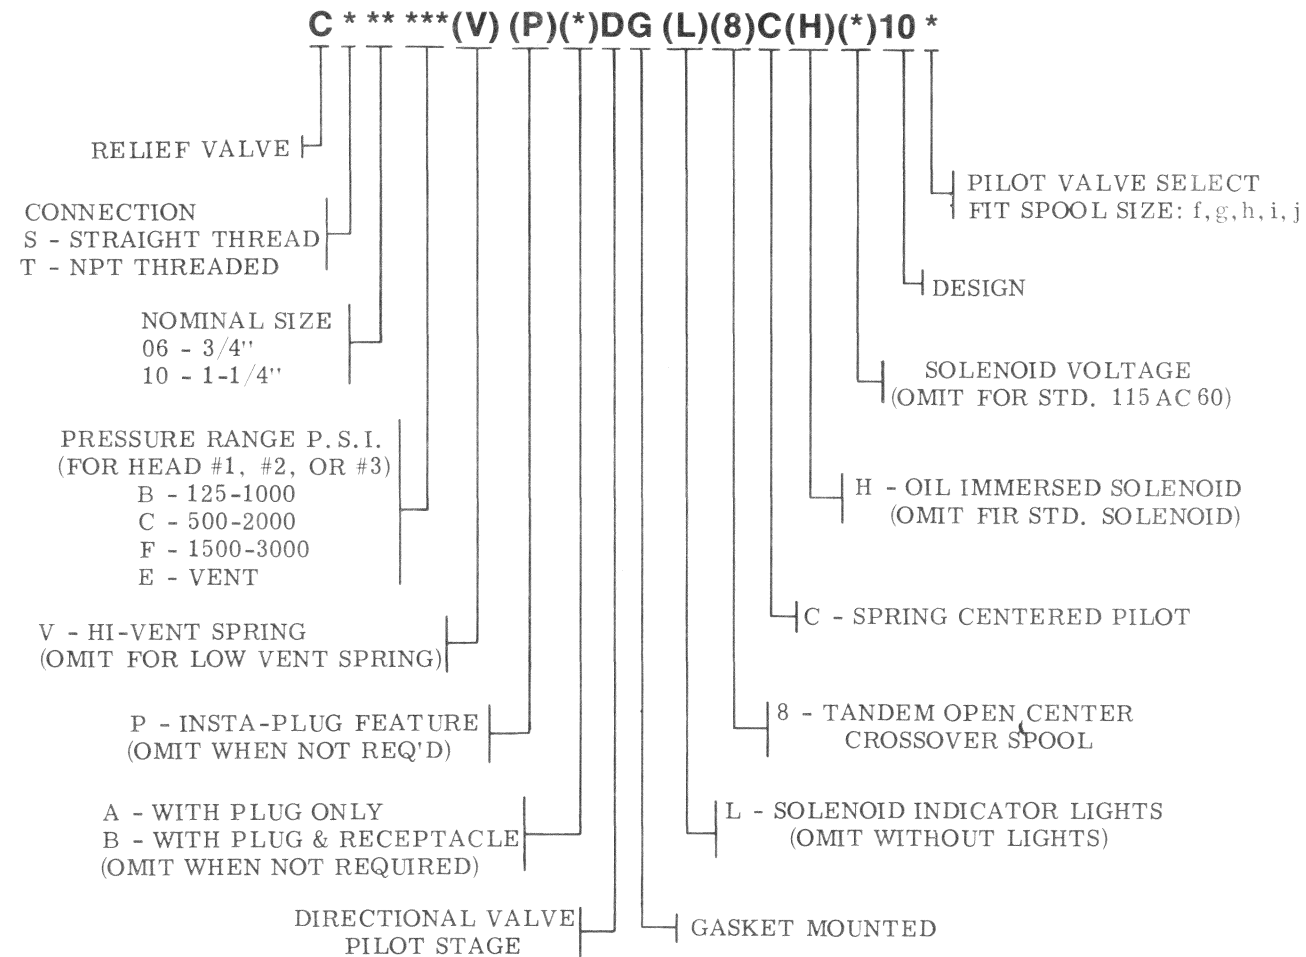 C * ** ***(V) (P)(*)DG (L)(8)C(H)(*)10 *
RELIEF VALVE
CONNECTION
S - STRAIGHT THREAD
T - NPT THREADED
NOMINAL SIZE
06 - 3/4"
10 - 1-1/4"
PRESSURE RANGE P.S.I.
(FOR HEAD #1, #2, OR #3)
B - 125-1000
C - 500-2000
F - 1500-3000
E - VENT
V - HI-VENT SPRING
(OMIT FOR LOW VENT SPRING)
P - INSTA-PLUG FEATURE
(OMIT WHEN NOT REQ'D)
A - WITH PLUG ONLY
B - WITH PLUG & RECEPTACLE
(OMIT WHEN NOT REQUIRED)
DIRECTIONAL VALVE
PILOT STAGE
PILOT VALVE SELECT
FIT SPOOL SIZE: f,g,h,i,j
DESIGN
SOLENOID VOLTAGE
(OMIT FOR STD. 115 AC 60)
H - OIL IMMERSED SOLENOID
(OMIT FIR STD. SOLENOID)
C - SPRING CENTERED PILOT
8 - TANDEM OPEN CENTER
CROSSOVER SPOOL
L - SOLENOID INDICATOR LIGHTS
(OMIT WITHOUT LIGHTS)
GASKET MOUNTED